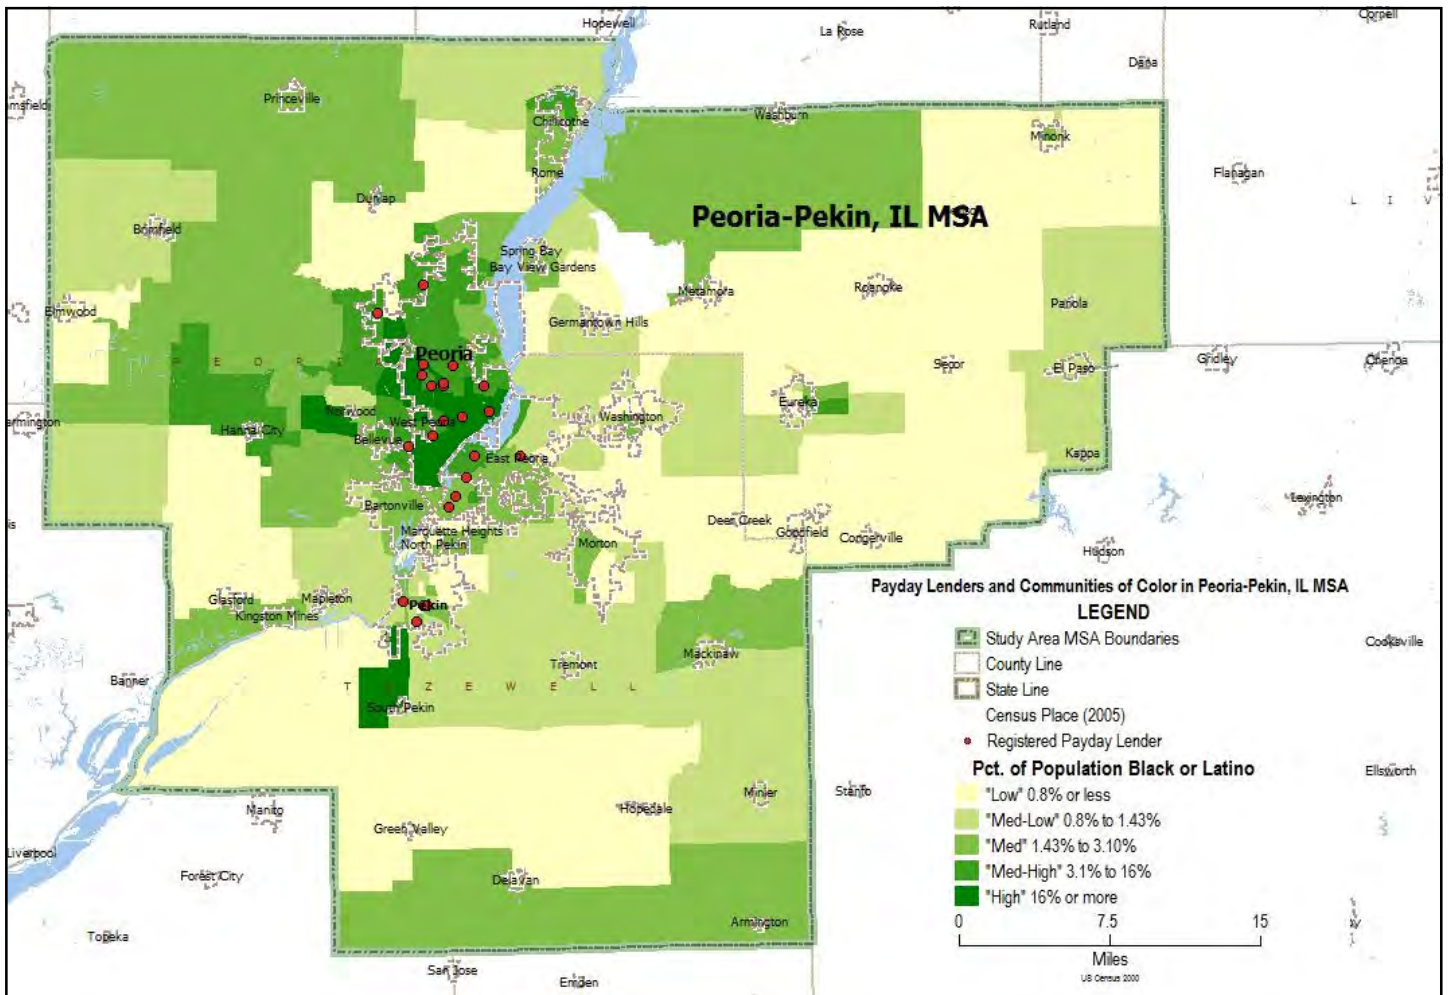 Hopewell
Rutland
Cornell
La Rose
Dana
Princeville
Chillicothe
Washburn
Minonk
Rome
Flanagan
Dunlap
L I V
Peoria-Pekin, IL MSA
Brimfield
Spring Bay
Bay View Gardens
Metamora
Roanoke
Panola
Elmwood
Germantown Hills
P E O R I
Peoria
Secor
El Paso
Gridley
Chenoa
Norwood
West Peoria
Washington
Eureka
Hanna City
Bellevue
East Peoria
Kappa
Bartonville
Lexington
Marquette Heights
North Pekin
Morton
Deer Creek
Goodfield
Congerville
Hudson
Glasford
Mapleton
Kingston Mines
Pekin
Payday Lenders and Communities of Color in Peoria-Pekin, IL MSA
LEGEND
Study Area MSA Boundaries
County Line
State Line
Census Place (2005)
Registered Payday Lender
Pct. of Population Black or Latino
"Low" 0.8% or less
"Med-Low" 0.8% to 1.43%
"Med" 1.43% to 3.10%
"Med-High" 3.1% to 16%
"High" 16% or more
0 7.5 15
Miles
US Census 2000
Cooksville
Tremont
Mackinaw
Banner
T A Z E W E L L
South Pekin
Ellsworth
Manito
Hopedale
Minier
Green Valley
Liverpool
Forest City
Delavan
Armington
Topeka
San Jose
Emden